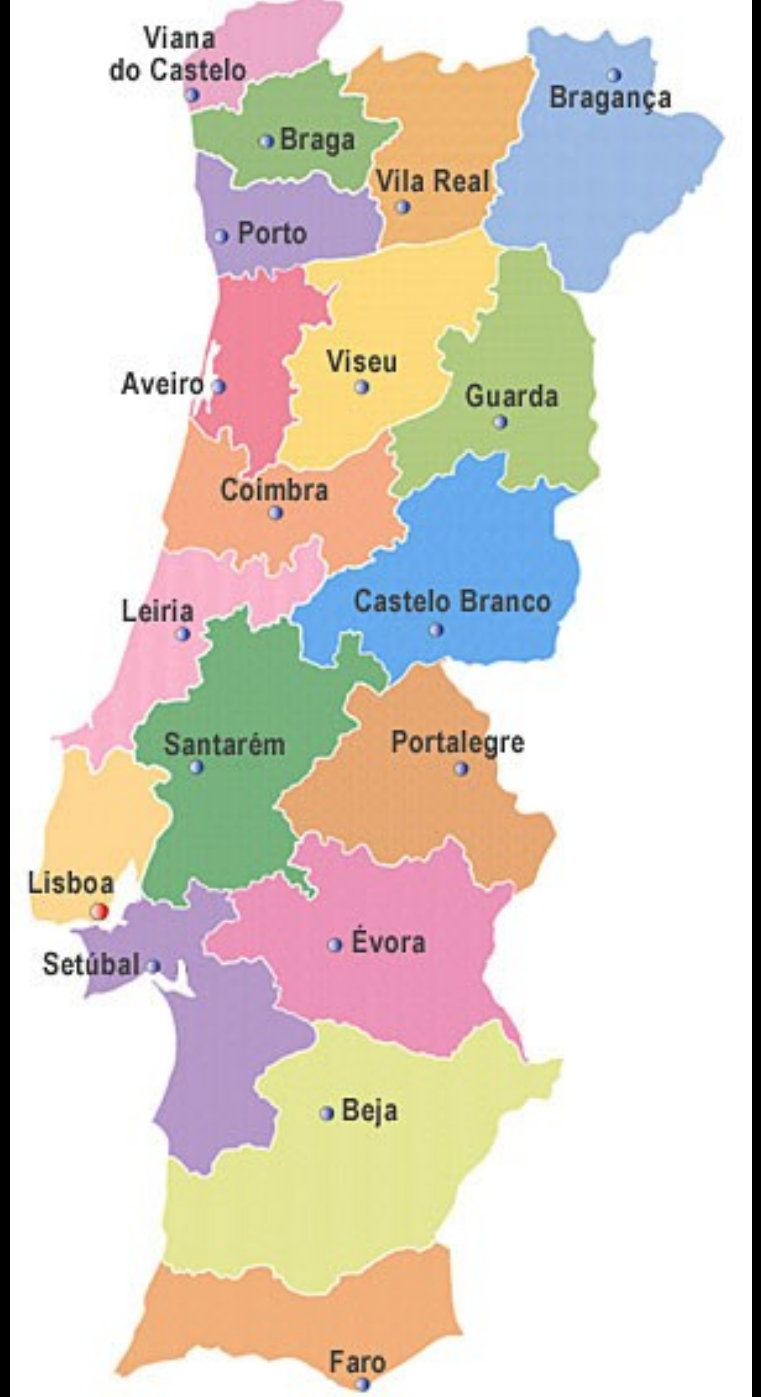 Viana
do Castelo
Bragança
Braga
Vila Real
Porto
Viseu
Aveiro
Guarda
Coimbra
Castelo Branco
Leiria
Santarém
Portalegre
Lisboa
Évora
Setúbal
Beja
Faro